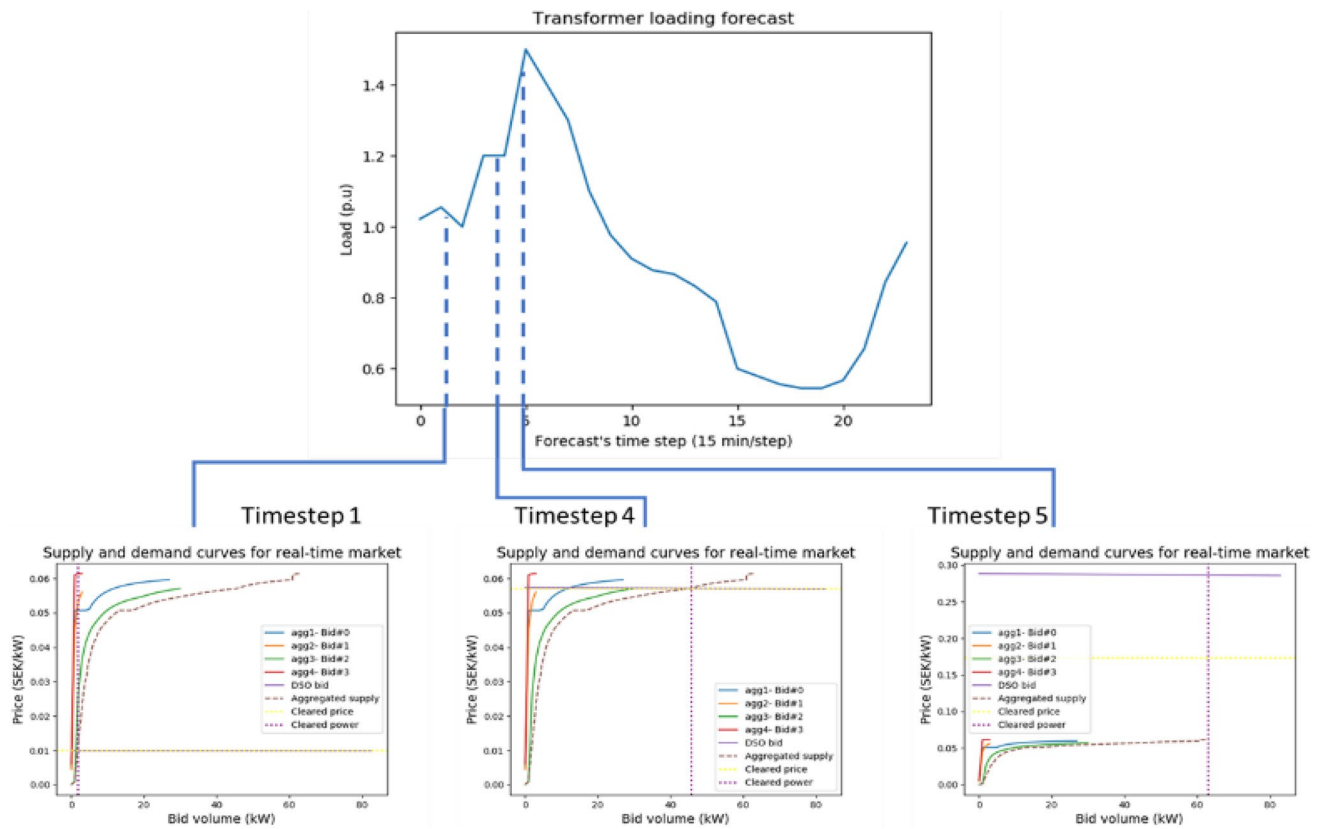 Transformer loading forecast
Load (p.u)
1.4
1.2
1.0
0.8
0.6
0
5
10
15
20
Forecast's time step (15 min/step)
Timestep 1
Supply and demand curves for real-time market
Price (SEK/kW)
0.06
0.05
0.04
0.03
0.02
0.01
0.00
agg1- Bid#0
agg2- Bid#1
agg3- Bid#2
agg4- Bid#3
DSO bid
Aggregated supply
Cleared price
Cleared power
0
20
40
60
80
Bid volume (kW)
Timestep 4
Supply and demand curves for real-time market
Price (SEK/kW)
0.06
0.05
0.04
0.03
0.02
0.01
0.00
agg1- Bid#0
agg2- Bid#1
agg3- Bid#2
agg4- Bid#3
DSO bid
Aggregated supply
Cleared price
Cleared power
0
20
40
60
80
Bid volume (kW)
Timestep 5
Supply and demand curves for real-time market
Price (SEK/kW)
0.30
0.25
0.20
0.15
0.10
0.05
0.00
agg1- Bid#0
agg2- Bid#1
agg3- Bid#2
agg4- Bid#3
DSO bid
Aggregated supply
Cleared price
Cleared power
0
20
40
60
80
Bid volume (kW)